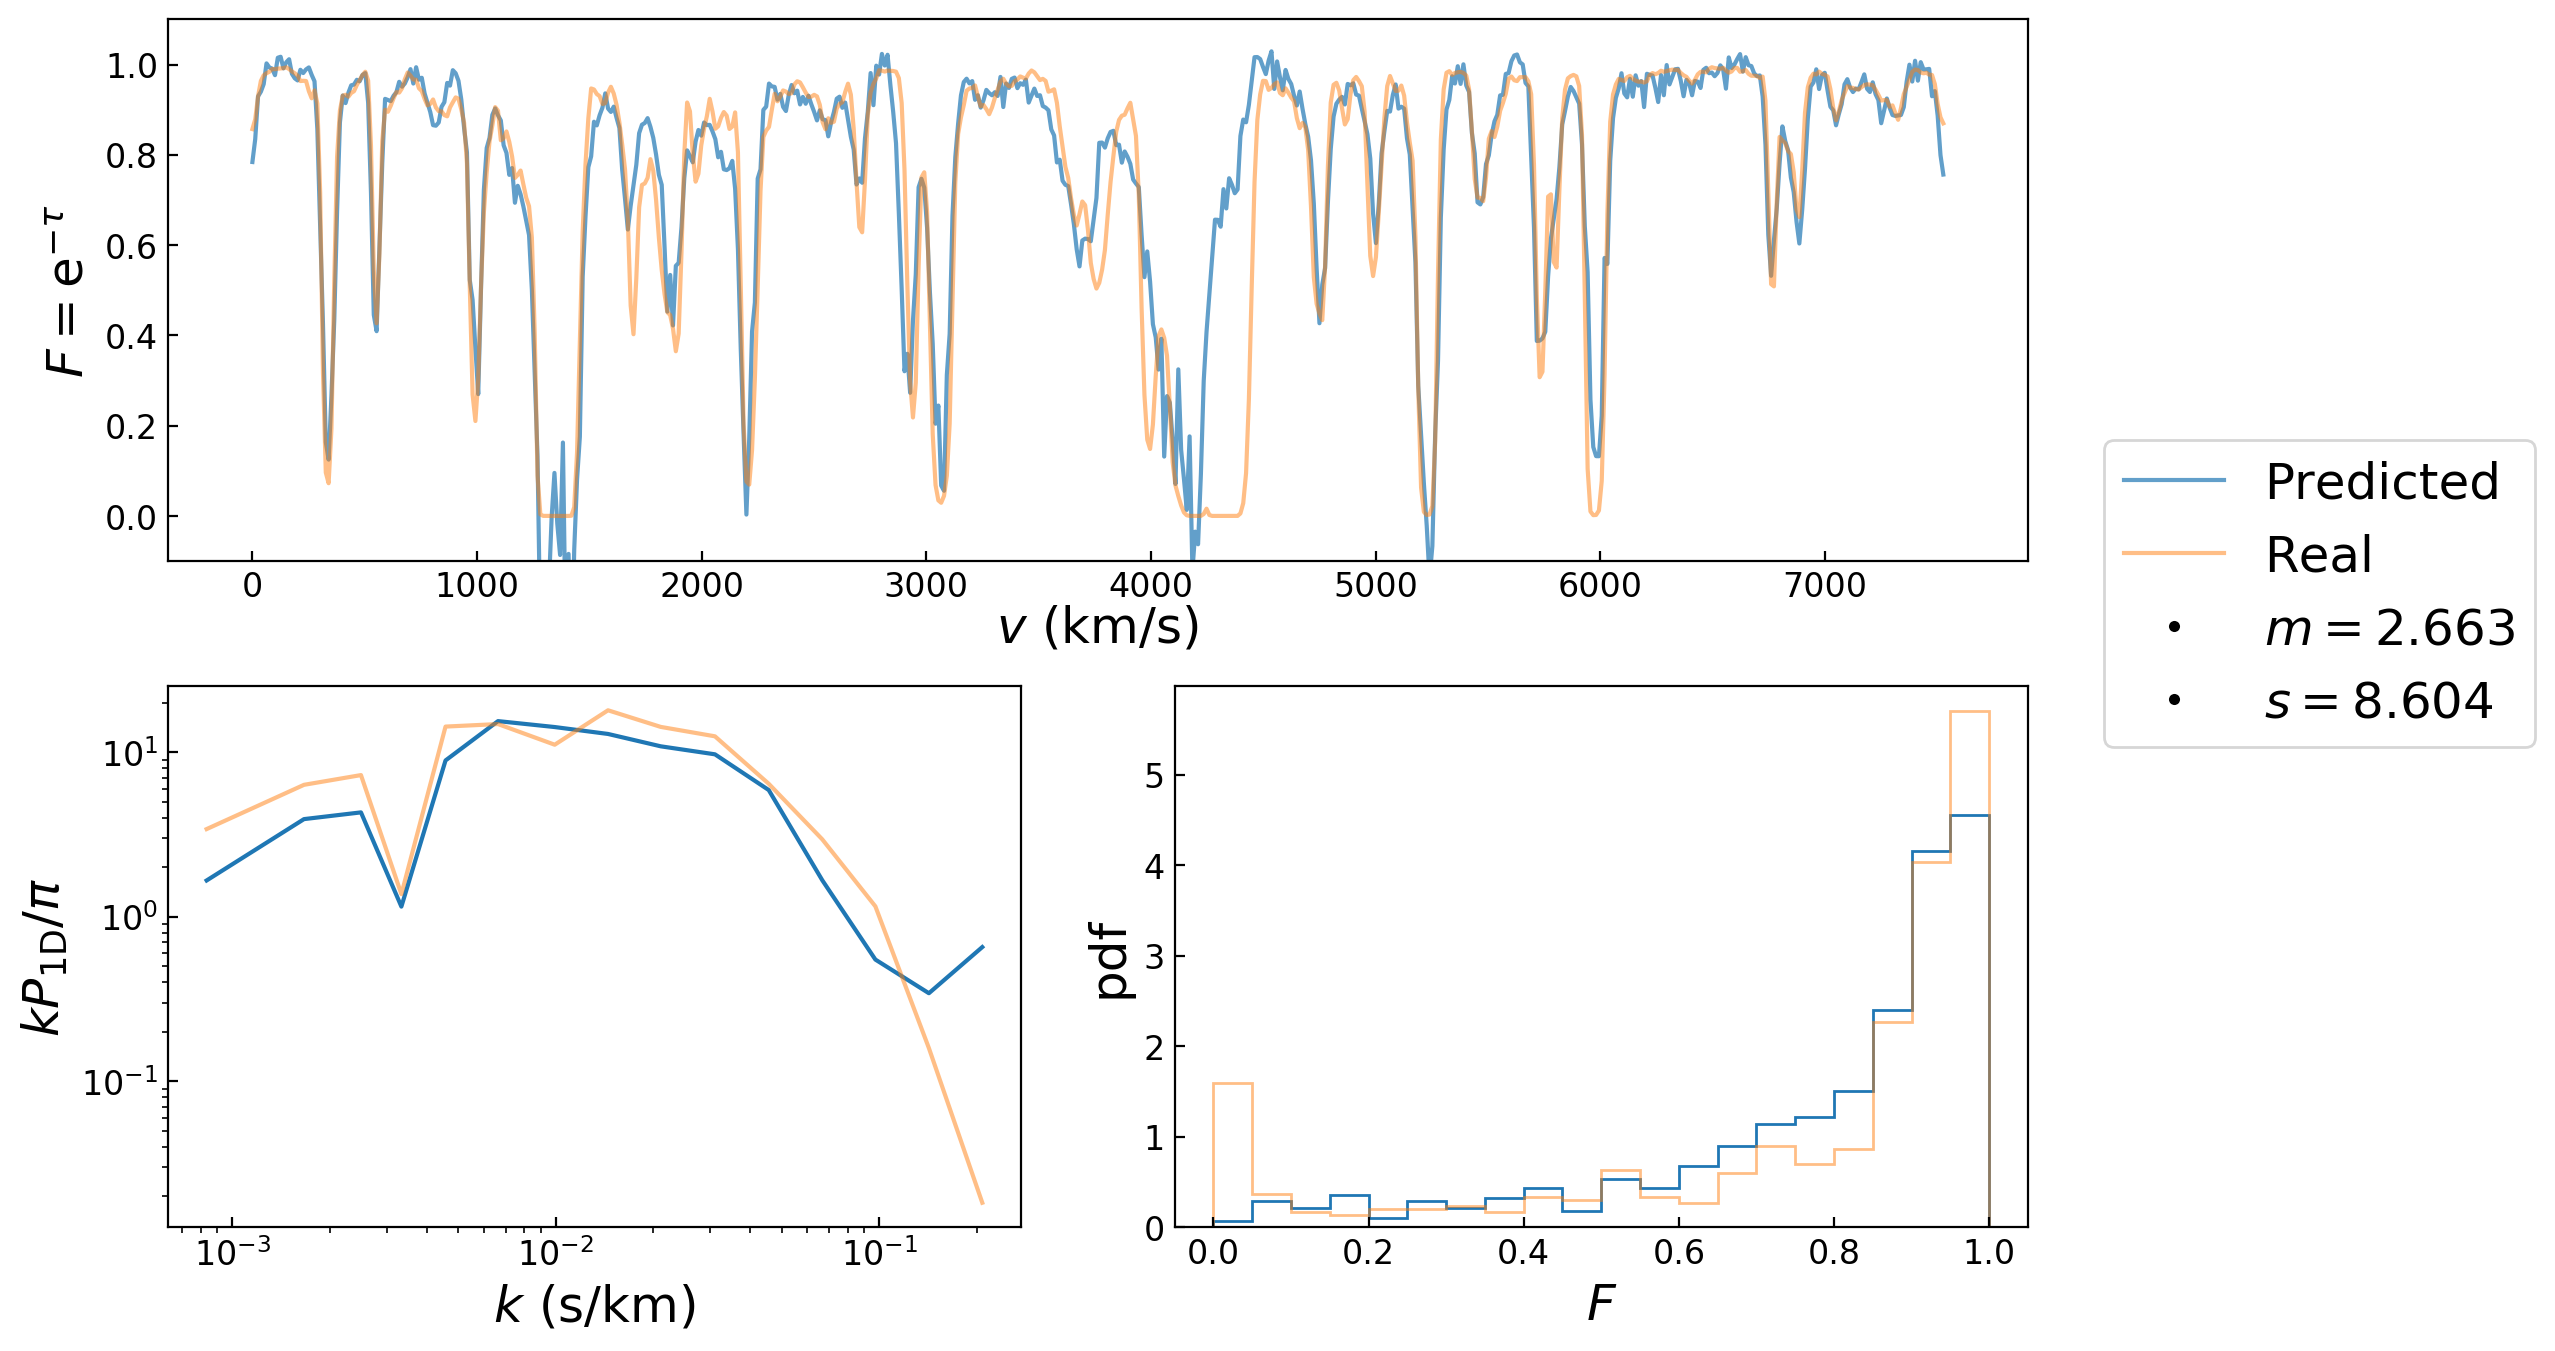 1.0
0.8
0.6
0.4
0.2
0.0
F = e^{−τ}
0 1000 2000 3000 4000 5000 6000 7000
v (km/s)
Predicted
Real
m = 2.663
s = 8.604
10^1
10^0
10^{−1}
kP_{1D}/π
10^{−3} 10^{−2} 10^{−1}
k (s/km)
5
4
3
2
1
0
pdf
0.0 0.2 0.4 0.6 0.8 1.0
F